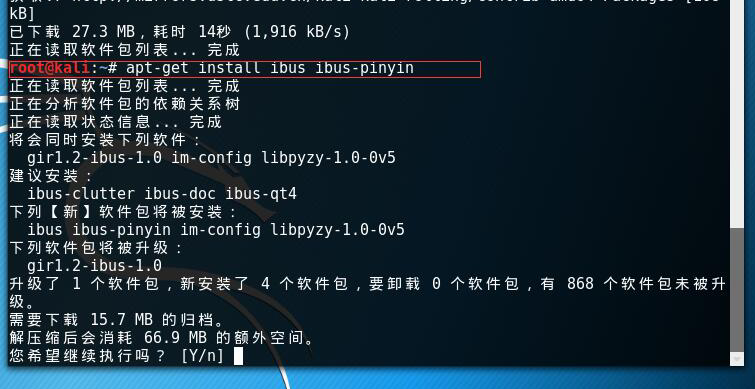 kB]
已下载 27.3 MB，耗时 14秒 (1,916 kB/s)
正在读取软件包列表... 完成
root@kali:~# apt-get install ibus ibus-pinyin
正在读取软件包列表... 完成
正在分析软件包的依赖关系树
正在读取状态信息... 完成
将会同时安装下列软件：
gir1.2-ibus-1.0 im-config libpyzy-1.0-0v5
建议安装：
ibus-clutter ibus-doc ibus-qt4
下列【新】软件包将被安装：
ibus ibus-pinyin im-config libpyzy-1.0-0v5
下列软件包将被升级：
gir1.2-ibus-1.0
升级了 1 个软件包，新安装了 4 个软件包，要卸载 0 个软件包，有 868 个软件包未被升
级。
需要下载 15.7 MB 的归档。
解压缩后会消耗 66.9 MB 的额外空间。
您希望继续执行吗？ [Y/n]